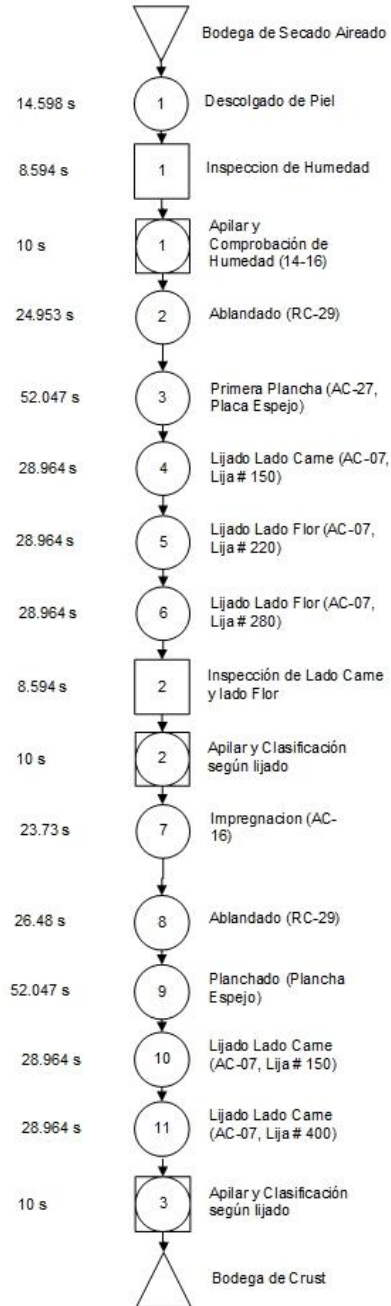 Bodega de Secado Aireado
14.598 s
1
Descolgado de Piel
8.594 s
1
Inspeccion de Humedad
10 s
1
Apilar y
Comprobación de
Humedad (14-16)
24.953 s
2
Ablandado (RC-29)
52.047 s
3
Primera Plancha (AC-27,
Placa Espejo)
28.964 s
4
Lijado Lado Carne (AC-07,
Lija # 150)
28.964 s
5
Lijado Lado Flor (AC-07,
Lija # 220)
28.964 s
6
Lijado Lado Flor (AC-07,
Lija # 280)
8.594 s
2
Inspección de Lado Carne
y lado Flor
10 s
2
Apilar y Clasificación
según lijado
23.73 s
7
Impregnacion (AC-
16)
26.48 s
8
Ablandado (RC-29)
52.047 s
9
Planchado (Plancha
Espejo)
28.964 s
10
Lijado Lado Carne
(AC-07, Lija # 150)
28.964 s
11
Lijado Lado Carne
(AC-07, Lija # 400)
10 s
3
Apilar y Clasificación
según lijado
Bodega de Crust